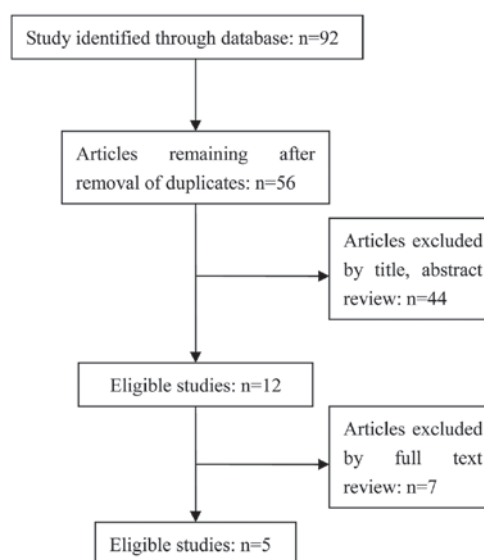 Study identified through database: n=92
Articles remaining after
removal of duplicates: n=56
Articles excluded
by title, abstract
review: n=44
Eligible studies: n=12
Articles excluded
by full text
review: n=7
Eligible studies: n=5